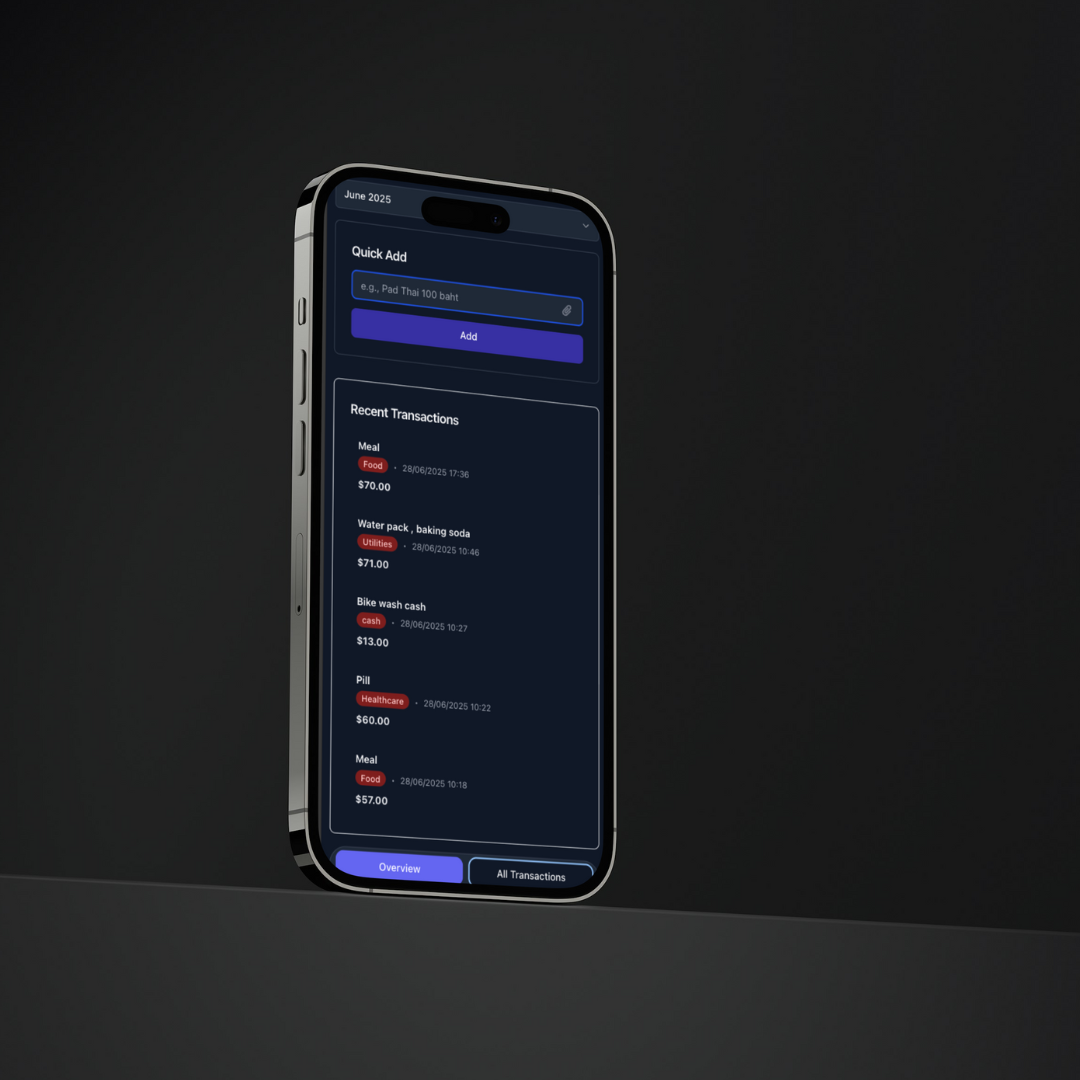 June 2025
Quick Add
e.g., Pad Thai 100 baht
Add
Recent Transactions
Meal
Food • 28/06/2025 17:36
$70.00
Water pack , baking soda
Utilities • 28/06/2025 10:46
$71.00
Bike wash cash
cash • 28/06/2025 10:27
$13.00
Pill
Healthcare • 28/06/2025 10:22
$60.00
Meal
Food • 28/06/2025 10:18
$57.00
Overview
All Transactions